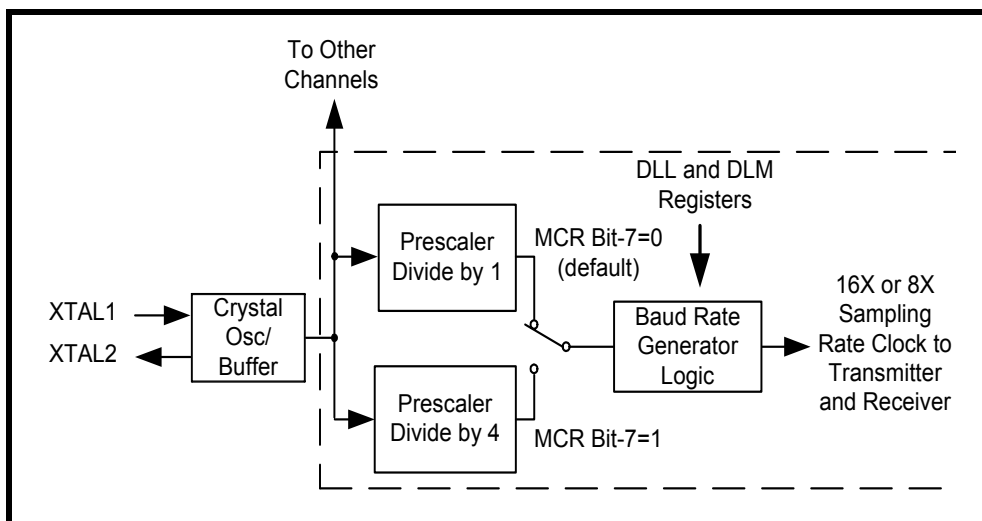 To Other
Channels
DLL and DLM
Registers
Prescaler
Divide by 1
MCR Bit-7=0
(default)
XTAL1
XTAL2
Crystal
Osc/
Buffer
Baud Rate
Generator
Logic
16X or 8X
Sampling
Rate Clock to
Transmitter
and Receiver
Prescaler
Divide by 4
MCR Bit-7=1